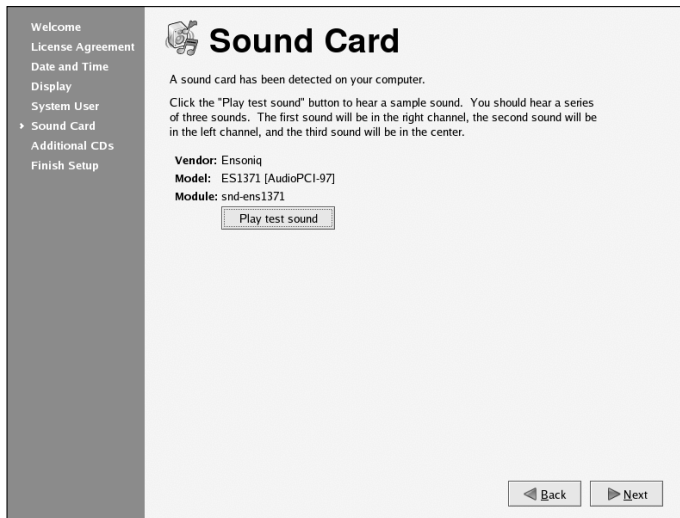 Welcome
License Agreement
Date and Time
Display
System User
Sound Card
Additional CDs
Finish Setup
Sound Card
A sound card has been detected on your computer.
Click the "Play test sound" button to hear a sample sound. You should hear a series
of three sounds. The first sound will be in the right channel, the second sound will be
in the left channel, and the third sound will be in the center.
Vendor: Ensoniq
Model: ES1371 [AudioPCI-97]
Module: snd-ens1371
Play test sound
Back
Next